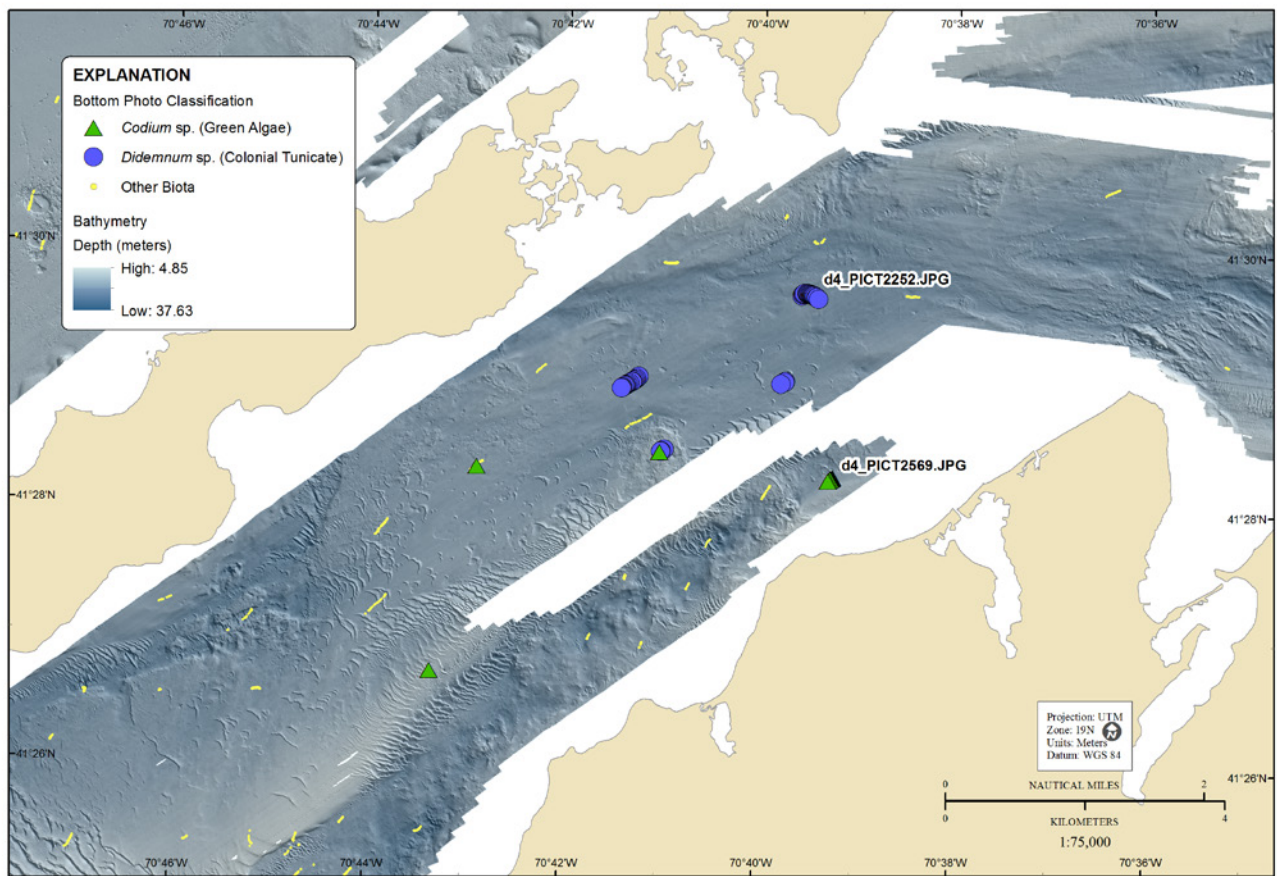 70°46'W
70°44'W
70°42'W
70°40'W
70°38'W
70°36'W
EXPLANATION
Bottom Photo Classification
Codium sp. (Green Algae)
Didemnum sp. (Colonial Tunicate)
Other Biota
Bathymetry
Depth (meters)
High: 4.85
Low: 37.63
41°30'N
41°30'N
d4_PICT2252.JPG
d4_PICT2569.JPG
41°28'N
41°28'N
Projection: UTM
Zone: 19N
Units: Meters
Datum: WGS 84
N
41°26'N
41°26'N
0 2
NAUTICAL MILES
KILOMETERS
0 4
1:75,000
70°46'W
70°44'W
70°42'W
70°40'W
70°38'W
70°36'W